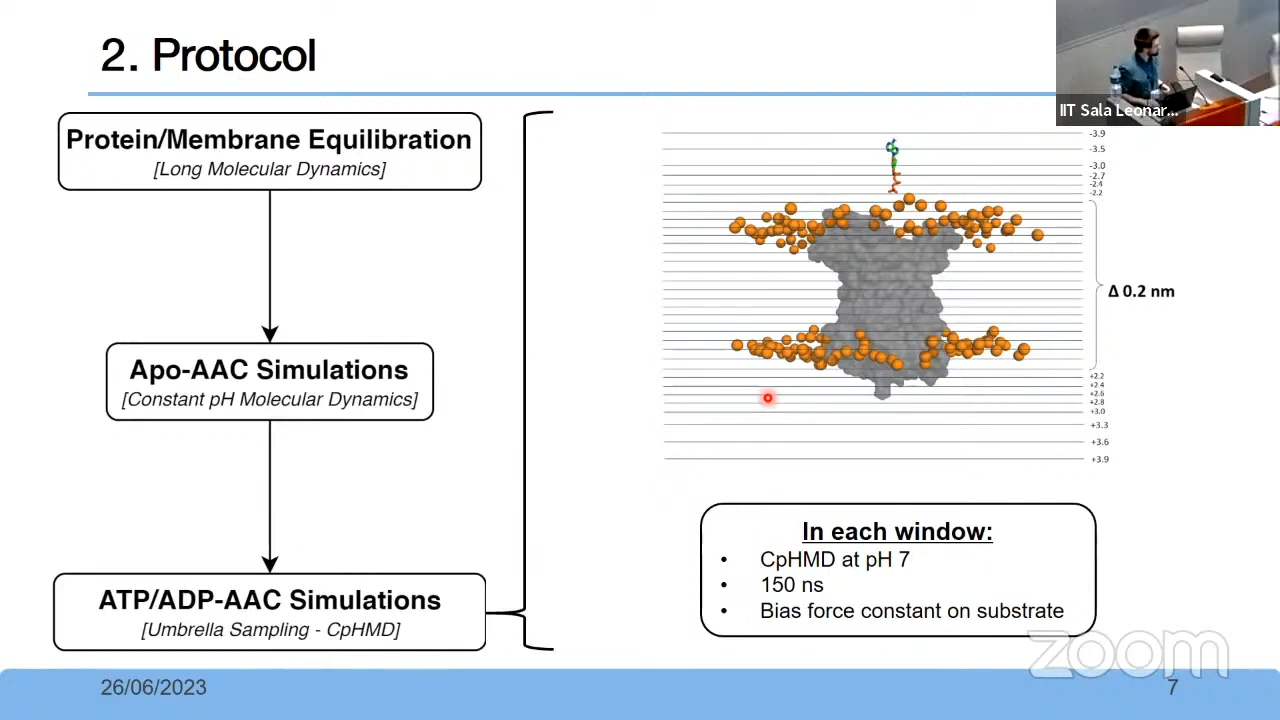 2. Protocol
IIT Sala Leonar...
Protein/Membrane Equilibration
[Long Molecular Dynamics]
Apo-AAC Simulations
[Constant pH Molecular Dynamics]
ATP/ADP-AAC Simulations
[Umbrella Sampling - CpHMD]
-3.9
-3.5
-3.0
-2.7
-2.4
-2.2
Δ 0.2 nm
+2.2
+2.4
+2.6
+2.8
+3.0
+3.3
+3.6
+3.9
In each window:
• CpHMD at pH 7
• 150 ns
• Bias force constant on substrate
zoom
26/06/2023
7